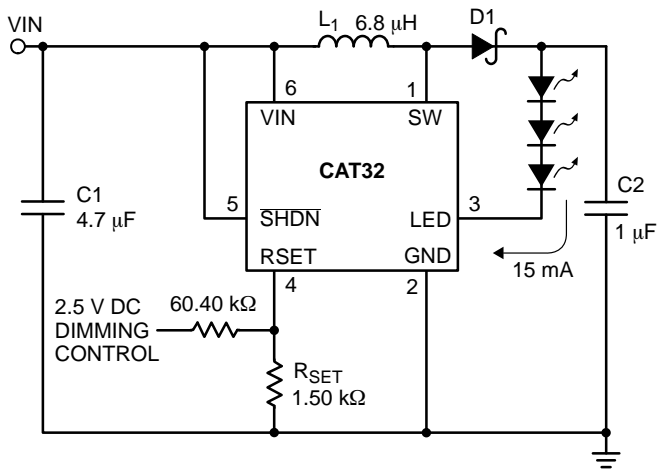 VIN
L1 6.8 μH
D1
6
1
VIN
SW
CAT32
C1
4.7 μF
5
SHDN
LED
3
C2
1 μF
RSET
GND
4
2
15 mA
2.5 V DC
DIMMING
CONTROL
60.40 kΩ
RSET
1.50 kΩ